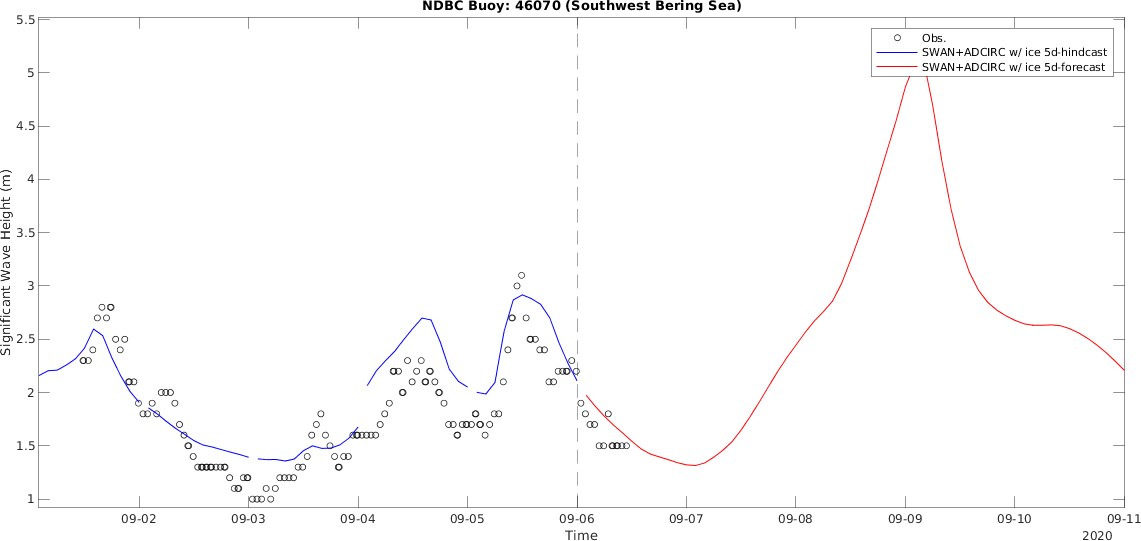 NDBC Buoy: 46070 (Southwest Bering Sea)
5.5
5
4.5
4
3.5
3
2.5
2
1.5
1
Significant Wave Height (m)
Obs.
SWAN+ADCIRC w/ ice 5d-hindcast
SWAN+ADCIRC w/ ice 5d-forecast
09-02 09-03 09-04 09-05 09-06 09-07 09-08 09-09 09-10 09-11
Time
2020